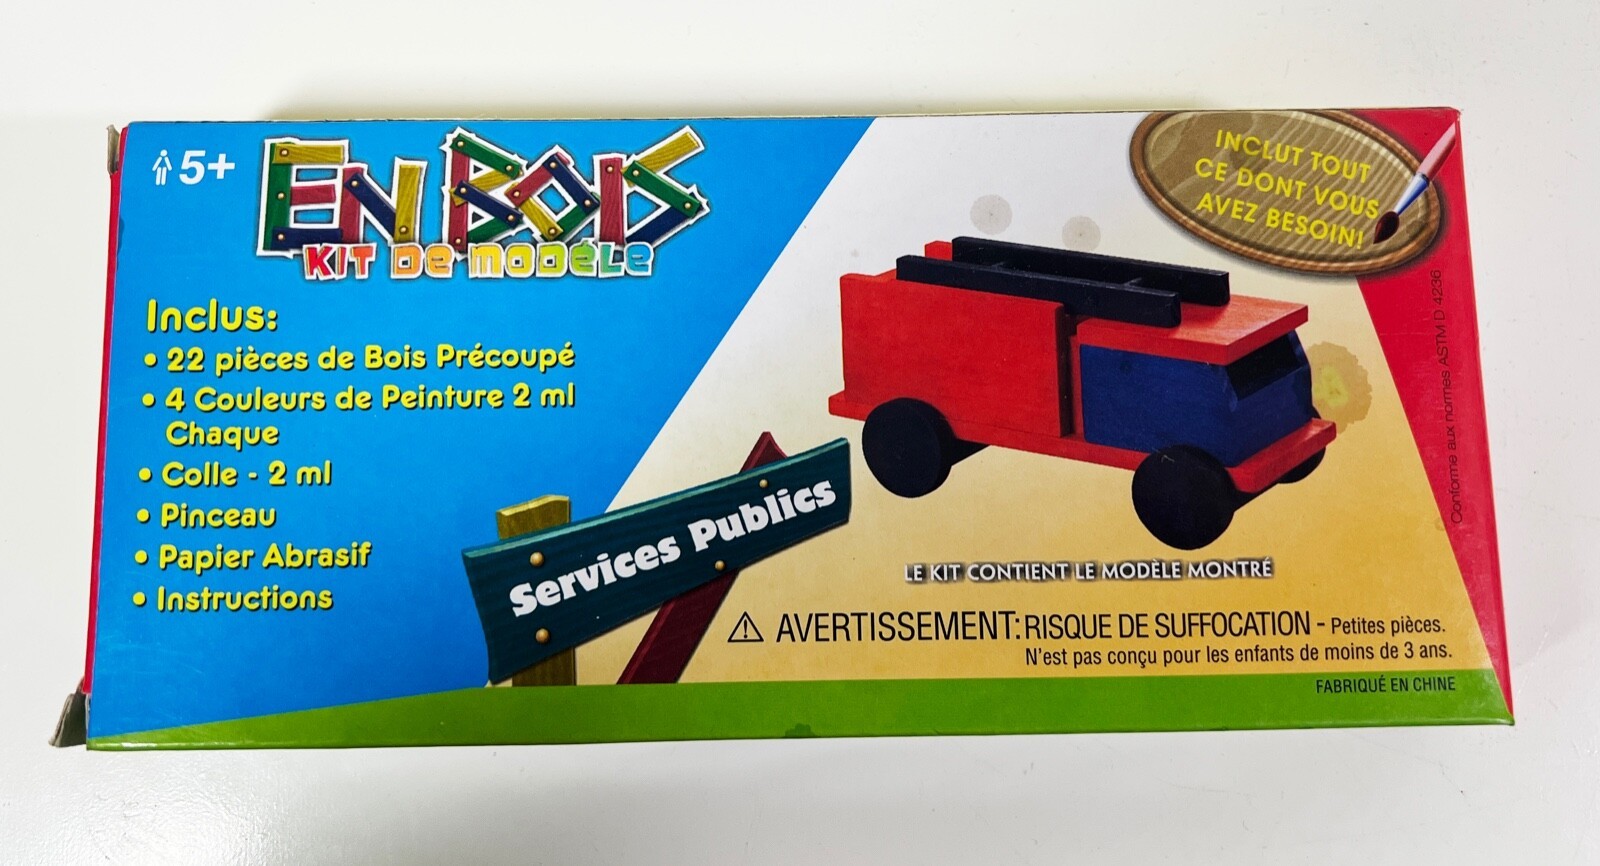 5+
EN BOIS
KIT DE MODÈLE
INCLUT TOUT
CE DONT VOUS
AVEZ BESOIN!
Inclus:
• 22 pièces de Bois Précoupé
• 4 Couleurs de Peinture 2 ml
Chaque
• Colle - 2 ml
• Pinceau
• Papier Abrasif
• Instructions
Services Publics
LE KIT CONTIENT LE MODÈLE MONTRÉ
⚠ AVERTISSEMENT: RISQUE DE SUFFOCATION - Petites pièces.
N'est pas conçu pour les enfants de moins de 3 ans.
FABRIQUÉ EN CHINE
Conforme aux normes ASTM D 4236